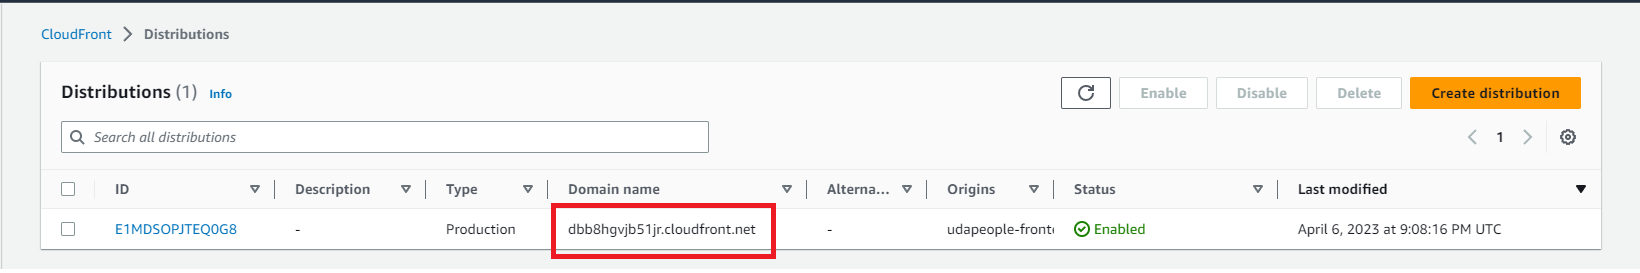 CloudFront > Distributions
Distributions (1) Info
Enable Disable Delete Create distribution
Search all distributions
1
ID Description Type Domain name Alterna... Origins Status Last modified
E1MDSOPJTEQ0G8 - Production dbb8hgvjb51jr.cloudfront.net - udapeople-fronte Enabled April 6, 2023 at 9:08:16 PM UTC